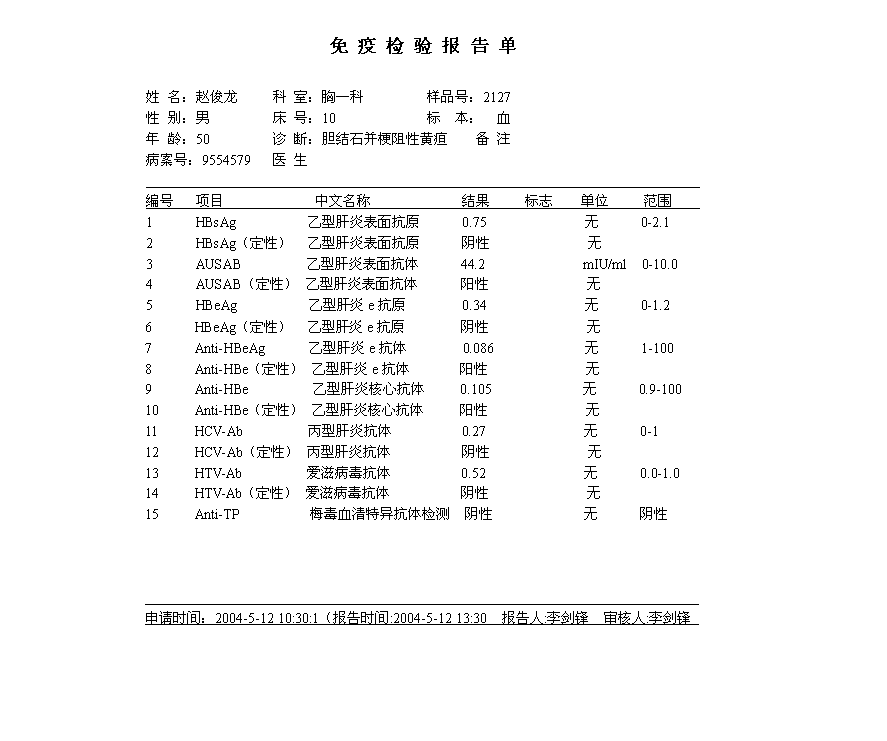 免疫检验报告单
姓 名：赵俊龙 科 室：胸一科 样品号：2127
性 别：男 床 号：10 标 本： 血
年 龄：50 诊 断：胆结石并梗阻性黄疸 备 注
病案号：9554579 医 生
编号 项目 中文名称 结果 标志 单位 范围
1 HBsAg 乙型肝炎表面抗原 0.75 无 0-2.1
2 HBsAg（定性） 乙型肝炎表面抗原 阴性 无
3 AUSAB 乙型肝炎表面抗体 44.2 mIU/ml 0-10.0
4 AUSAB（定性） 乙型肝炎表面抗体 阳性 无
5 HBeAg 乙型肝炎 e 抗原 0.34 无 0-1.2
6 HBeAg（定性） 乙型肝炎 e 抗原 阴性 无
7 Anti-HBeAg 乙型肝炎 e 抗体 0.086 无 1-100
8 Anti-HBe（定性） 乙型肝炎 e 抗体 阳性 无
9 Anti-HBe 乙型肝炎核心抗体 0.105 无 0.9-100
10 Anti-HBe（定性） 乙型肝炎核心抗体 阳性 无
11 HCV-Ab 丙型肝炎抗体 0.27 无 0-1
12 HCV-Ab（定性） 丙型肝炎抗体 阴性 无
13 HTV-Ab 爱滋病毒抗体 0.52 无 0.0-1.0
14 HTV-Ab（定性） 爱滋病毒抗体 阴性 无
15 Anti-TP 梅毒血清特异抗体检测 阴性 无 阴性
申请时间：2004-5-12 10:30:1（报告时间:2004-5-12 13:30 报告人:李剑锋 审核人:李剑锋